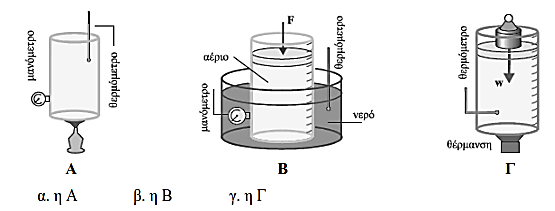 μανόμετρο
θερμόμετρο
Α
F
αέριο
θερμόμετρο
μανόμετρο
νερό
Β
θερμόμετρο
w
θέρμανση
Γ
α. η Α β. η Β γ. η Γ